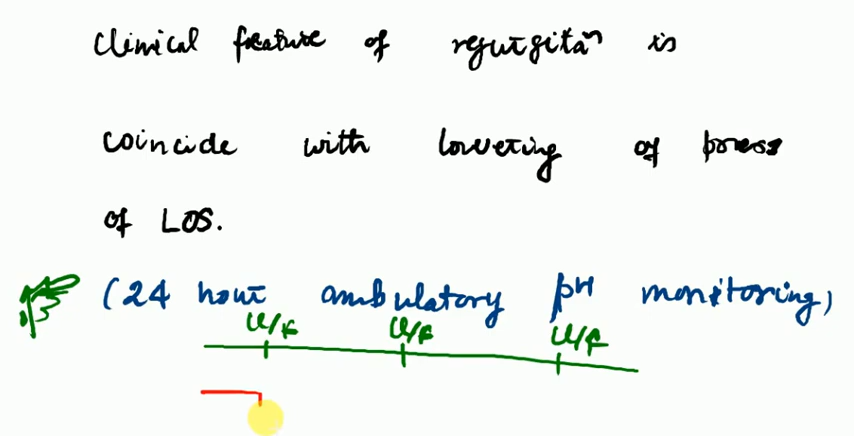 Clinical feature of regurgitaⁿ is
coincide with lowering of press
of LOS.
(24 hour ambulatory pH monitoring)
C/F C/F C/F